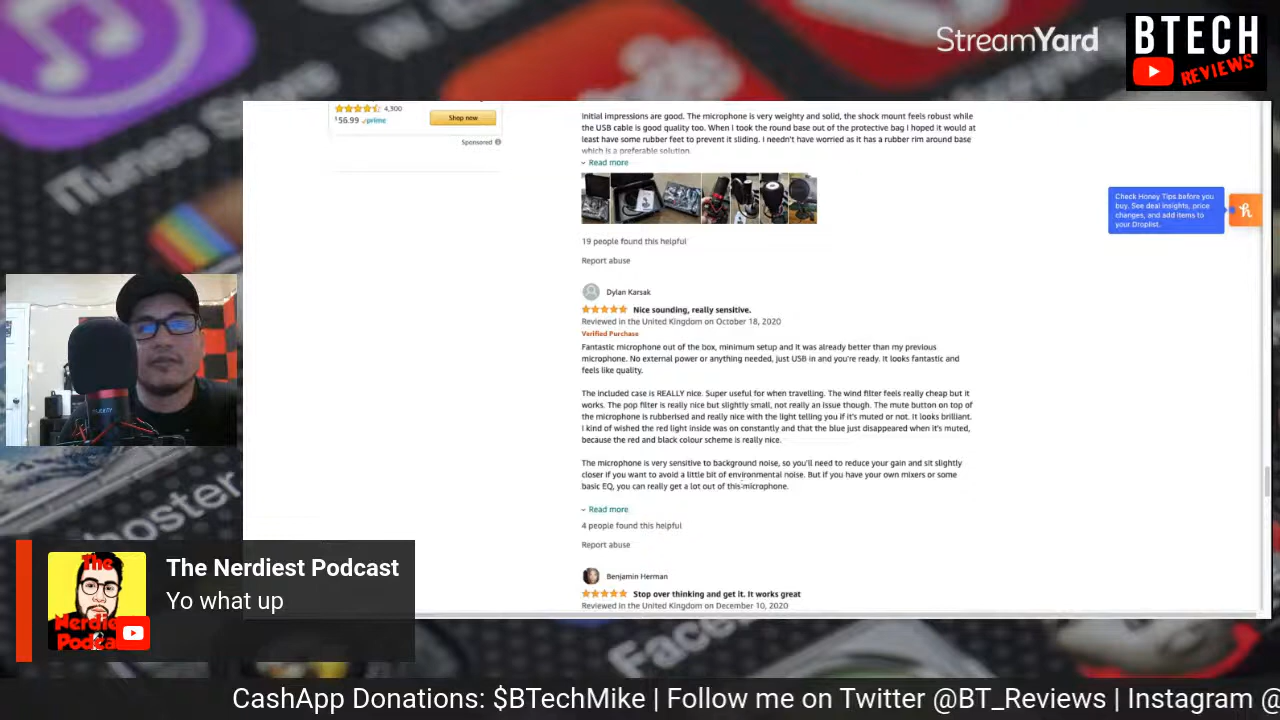 StreamYard
BTECH
REVIEWS
4,300
$56.99 prime
Shop now
Sponsored
Initial impressions are good. The microphone is very weighty and solid, the shock mount feels robust while
the USB cable is good quality too. When I took the round base out of the protective bag I hoped it would at
least have some rubber feet to prevent it sliding. I needn't have worried as it has a rubber rim around base
which is a preferable solution.
Read more
19 people found this helpful
Report abuse
Dylan Karsak
Nice sounding, really sensitive.
Reviewed in the United Kingdom on October 18, 2020
Verified Purchase
Fantastic microphone out of the box, minimum setup and it was already better than my previous
microphone. No external power or anything needed, just USB in and you're ready. It looks fantastic and
feels like quality.
The included case is REALLY nice. Super useful for when travelling. The wind filter feels really cheap but it
works. The pop filter is really nice but slightly small, not really an issue though. The mute button on top of
the microphone is rubberised and really nice with the light telling you if it's muted or not. It looks brilliant.
I kind of wished the red light inside was on constantly and that the blue just disappeared when it's muted,
because the red and black colour scheme is really nice.
The microphone is very sensitive to background noise, so you'll need to reduce your gain and sit slightly
closer if you want to avoid a little bit of environmental noise. But if you have your own mixers or some
basic EQ, you can really get a lot out of this microphone.
Read more
4 people found this helpful
Report abuse
Benjamin Herman
Stop over thinking and get it. It works great
Reviewed in the United Kingdom on December 10, 2020
Check Honey Tips before you
buy. See deal insights, price
changes, and add items to
your Droplist.
The
Nerdie
Podca
The Nerdiest Podcast
Yo what up
CashApp Donations: $BTechMike | Follow me on Twitter @BT_Reviews | Instagram @